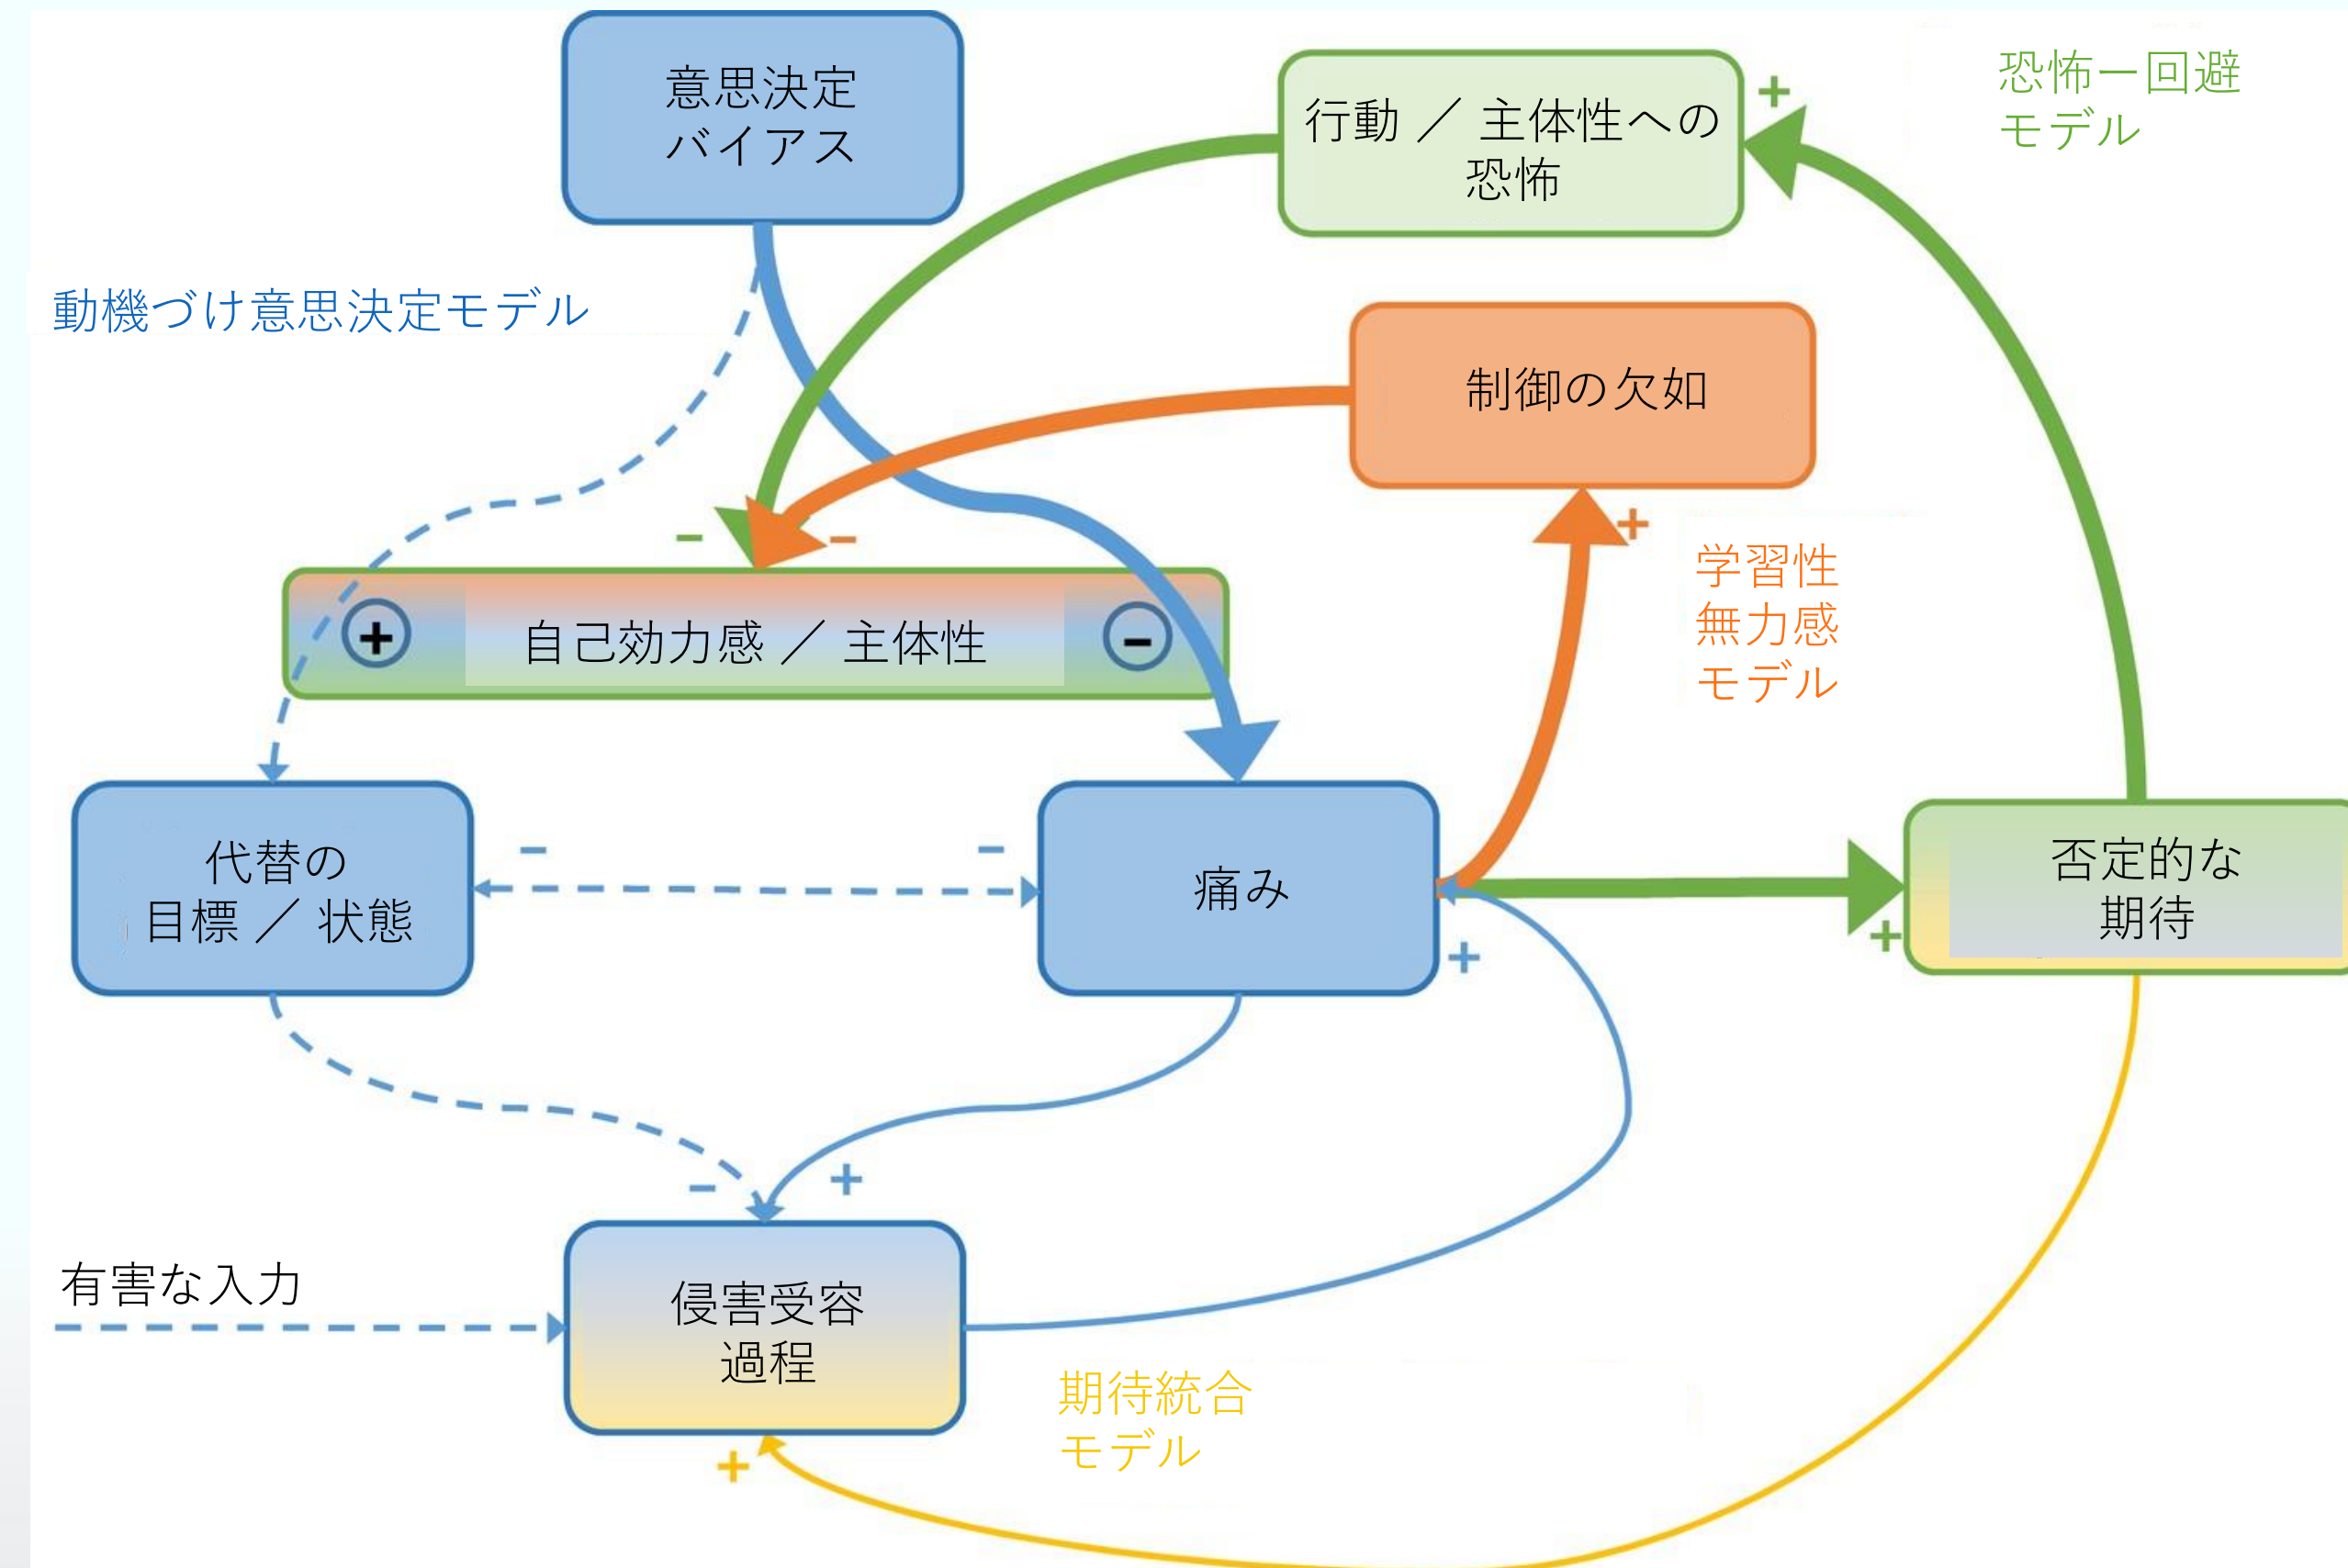 意思決定
バイアス
行動 ／ 主体性への
恐怖
+
恐怖ー回避
モデル
動機づけ意思決定モデル
制御の欠如
+
学習性
無力感
モデル
−
−
+
自己効力感 ／ 主体性
−
代替の
目標 ／ 状態
−
−
痛み
+
否定的な
期待
+
−
+
有害な入力
侵害受容
過程
期待統合
モデル
+